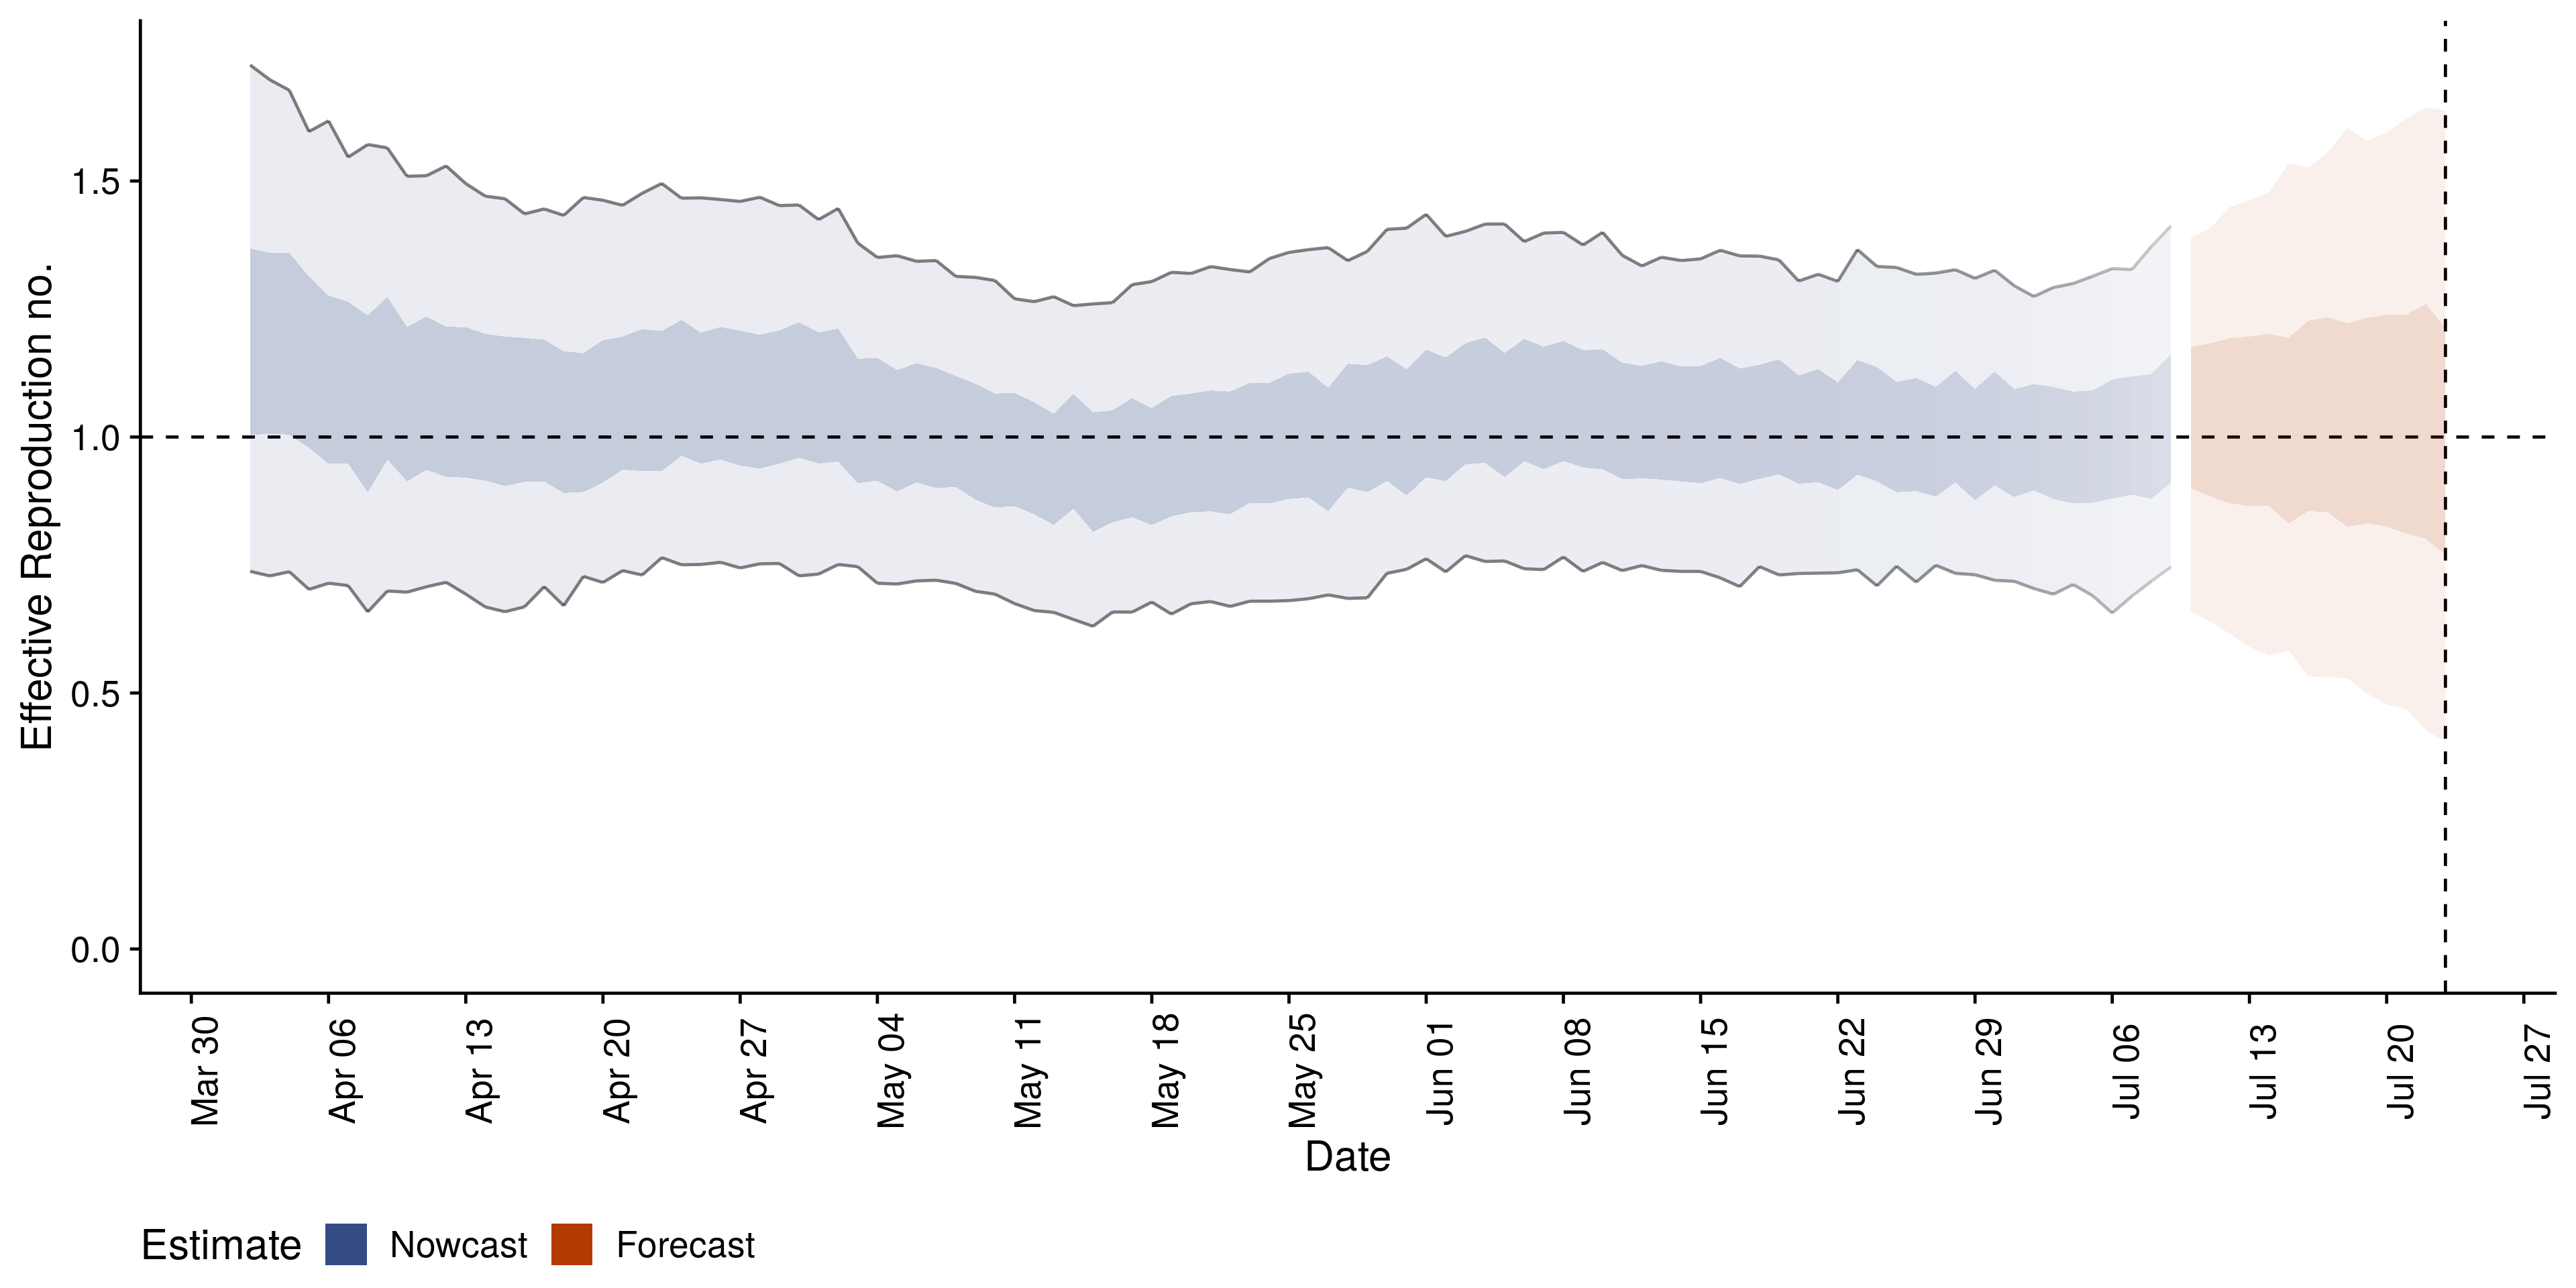 Effective Reproduction no.
1.5
1.0
0.5
0.0
Mar 30
Apr 06
Apr 13
Apr 20
Apr 27
May 04
May 11
May 18
May 25
Jun 01
Jun 08
Jun 15
Jun 22
Jun 29
Jul 06
Jul 13
Jul 20
Jul 27
Date
Estimate Nowcast Forecast